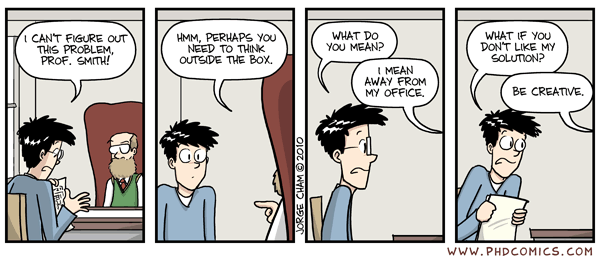 I CAN'T FIGURE OUT
THIS PROBLEM,
PROF. SMITH!
HMM, PERHAPS YOU
NEED TO THINK
OUTSIDE THE BOX.
WHAT DO
YOU MEAN?
I MEAN
AWAY FROM
MY OFFICE.
WHAT IF YOU
DON'T LIKE MY
SOLUTION?
BE CREATIVE.
JORGE CHAM © 2010
WWW.PHDCOMICS.COM